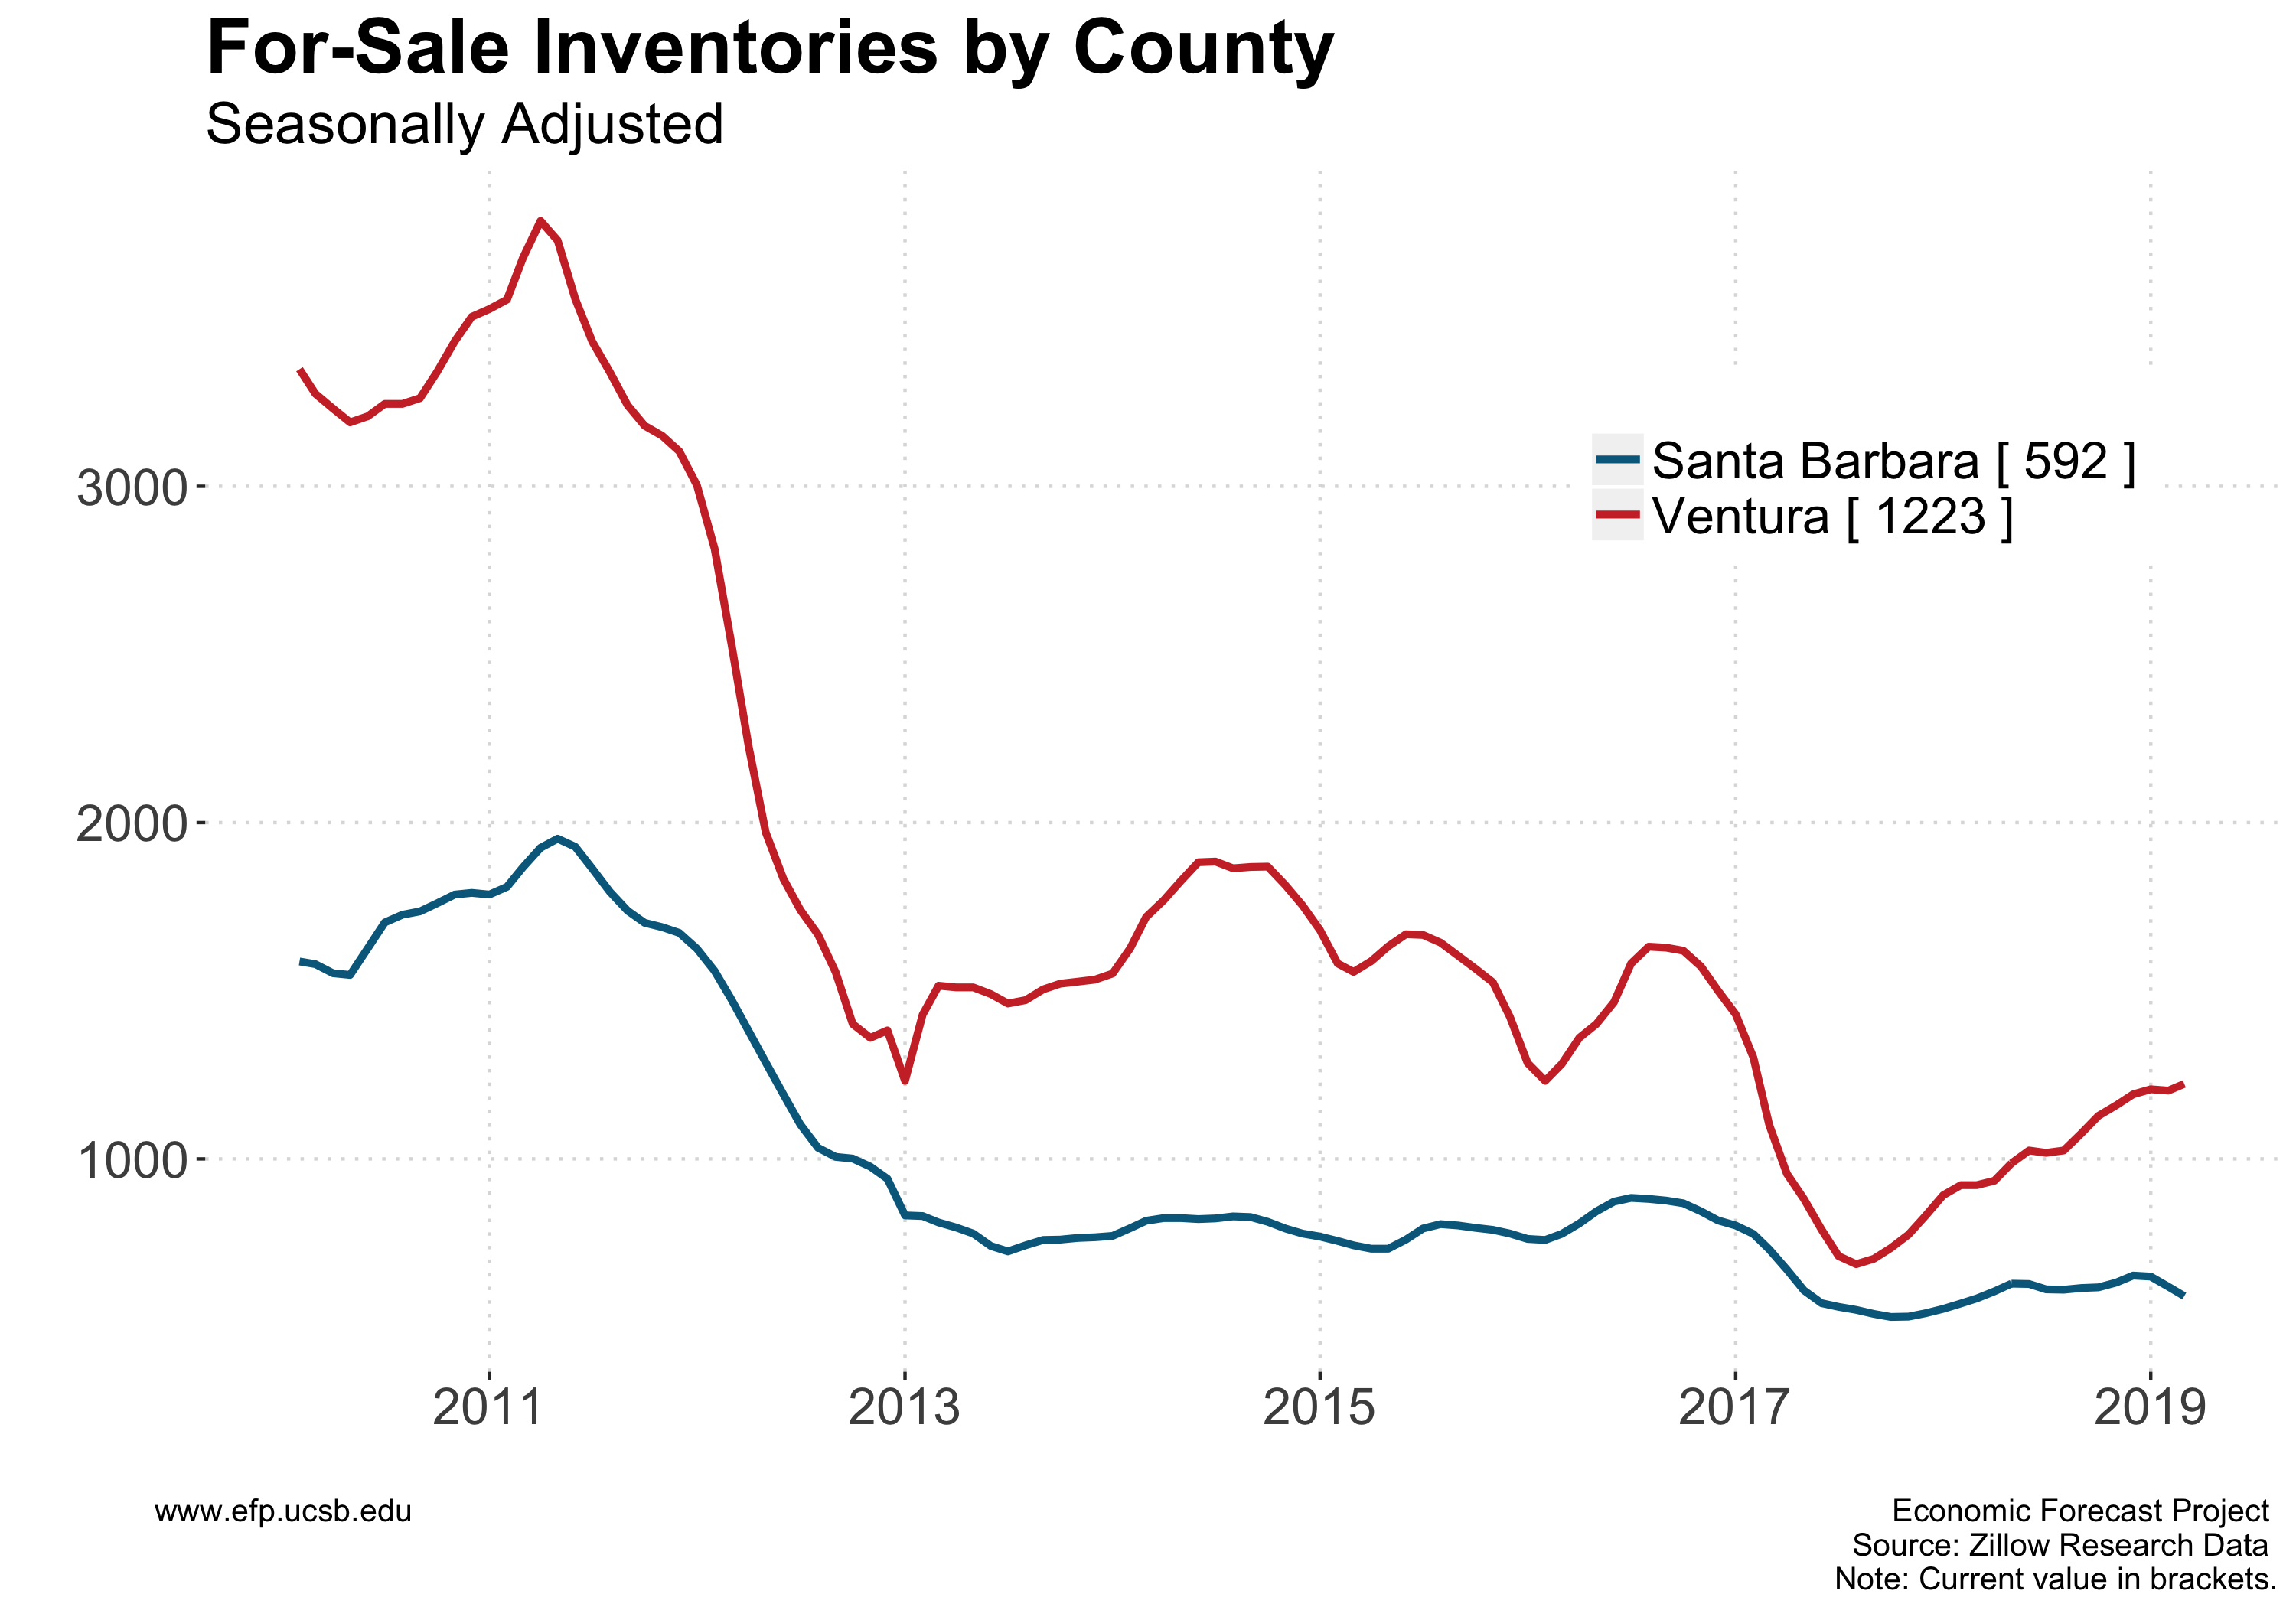 For-Sale Inventories by County
Seasonally Adjusted
3000
2000
1000
Santa Barbara [ 592 ]
Ventura [ 1223 ]
2011
2013
2015
2017
2019
www.efp.ucsb.edu
Economic Forecast Project
Source: Zillow Research Data
Note: Current value in brackets.